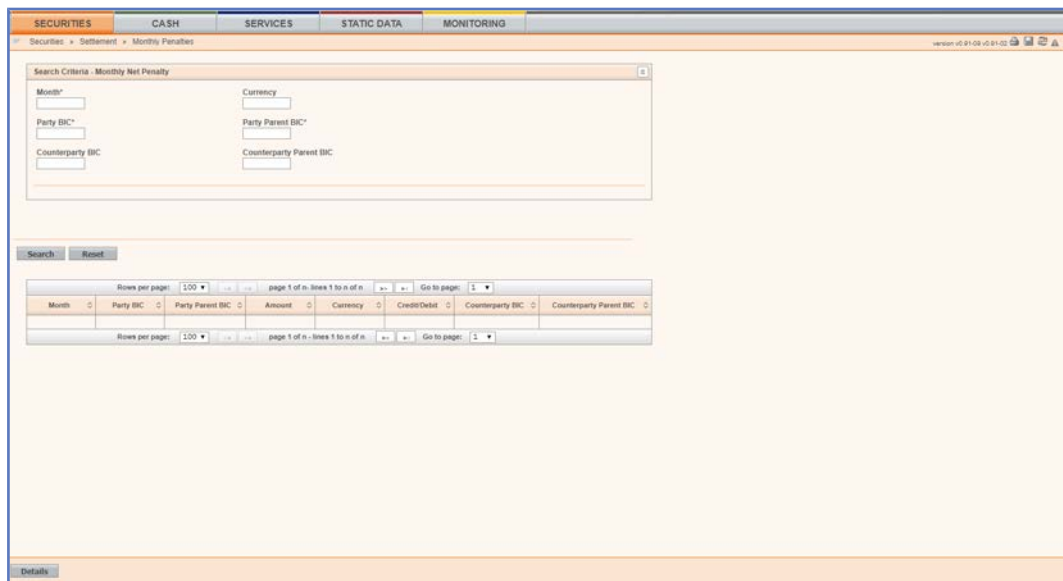 SECURITIES CASH SERVICES STATIC DATA MONITORING
Securities » Settlement » Monthly Penalties
Search Criteria - Monthly Net Penalty
Month* Currency
Party BIC* Party Parent BIC*
Counterparty BIC Counterparty Parent BIC
Search Reset
Rows per page: 100 page 1 of n- lines 1 to n of n Go to page: 1
Month Party BIC Party Parent BIC Amount Currency Credit/Debit Counterparty BIC Counterparty Parent BIC
Rows per page: 100 page 1 of n - lines 1 to n of n Go to page: 1
Details